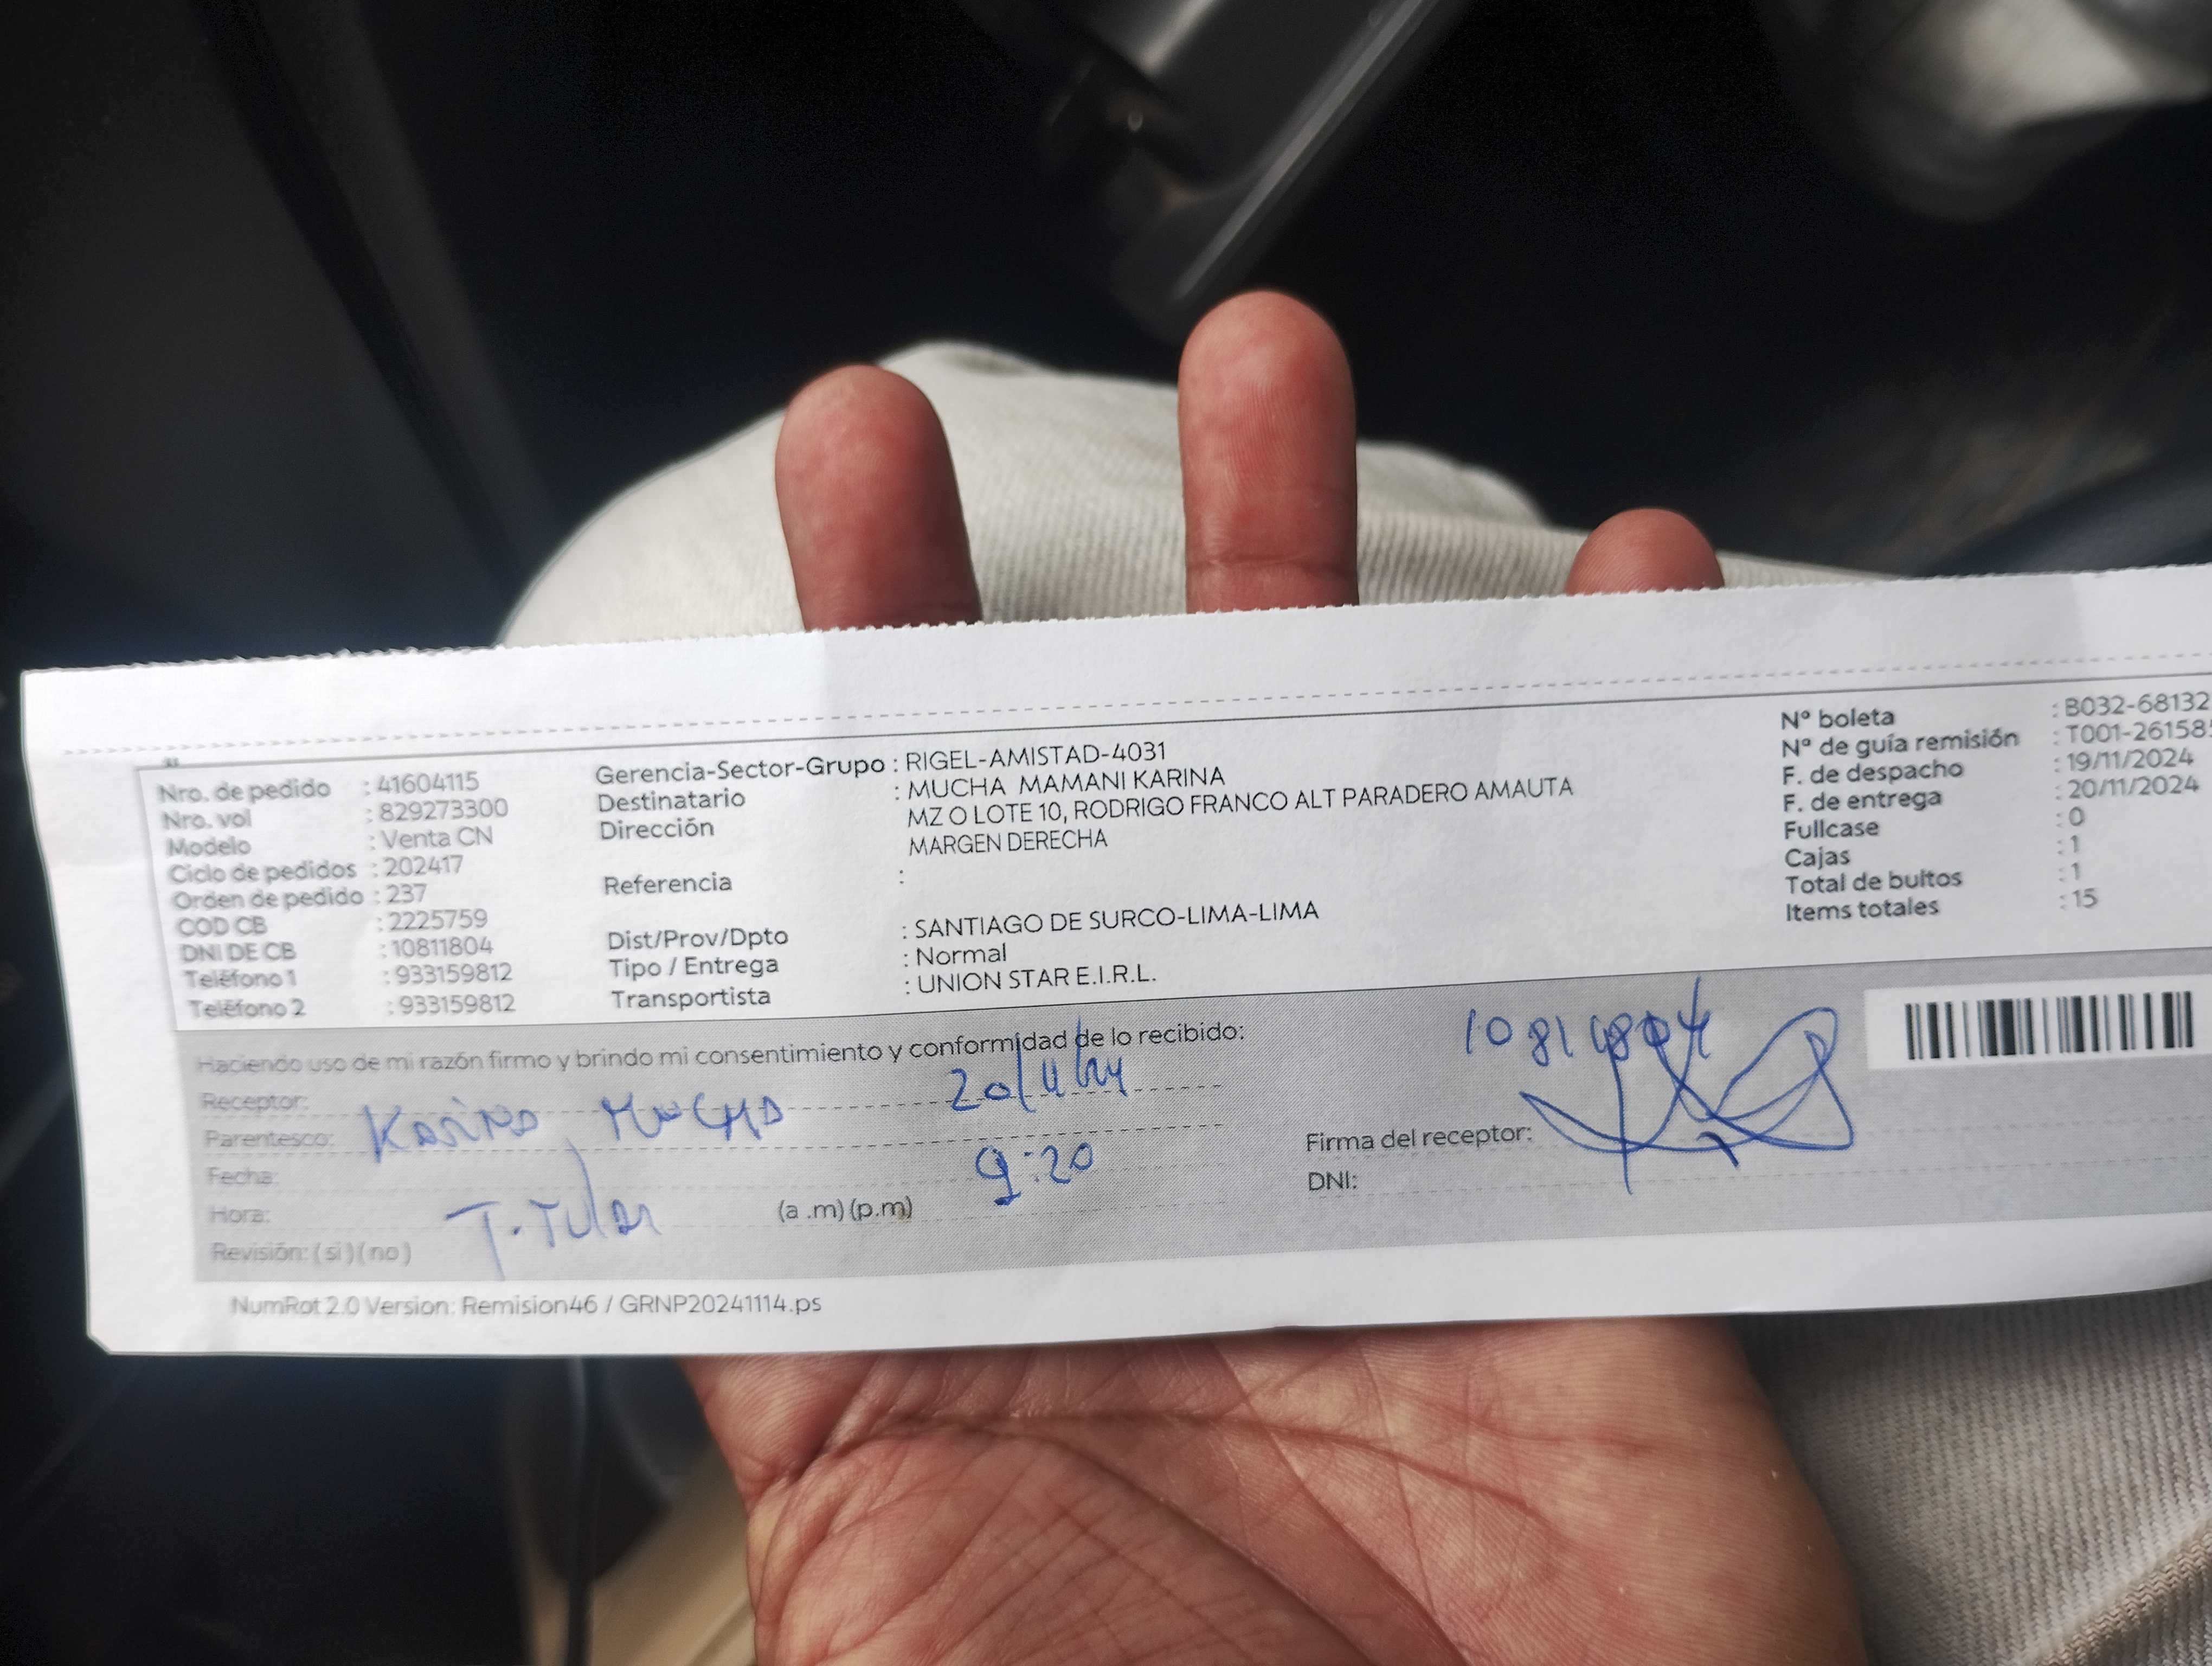 Nro. de pedido : 41604115
Nro. vol : 829273300
Modelo : Venta CN
Ciclo de pedidos : 202417
Orden de pedido : 237
COD CB : 2225759
DNI DE CB : 10811804
Teléfono 1 : 933159812
Teléfono 2 : 933159812
Gerencia-Sector-Grupo : RIGEL-AMISTAD-4031
Destinatario : MUCHA MAMANI KARINA
Dirección MZ O LOTE 10, RODRIGO FRANCO ALT PARADERO AMAUTA
MARGEN DERECHA
Referencia :
Dist/Prov/Dpto : SANTIAGO DE SURCO-LIMA-LIMA
Tipo / Entrega : Normal
Transportista : UNION STAR E.I.R.L.
N° boleta : B032-68132
N° de guía remisión : T001-26158
F. de despacho : 19/11/2024
F. de entrega : 20/11/2024
Fullcase : 0
Cajas : 1
Total de bultos : 1
Items totales : 15
Haciendo uso de mi razón firmo y brindo mi consentimiento y conformidad de lo recibido:
Receptor:
Parentesco: Karina Mucha
Fecha:
Hora:
Revisión: ( si ) ( no )
T. Tular
20/11/24
9:20
(a .m) (p.m)
10811804
Firma del receptor:
DNI:
NumRot 2.0 Version: Remision46 / GRNP20241114.ps